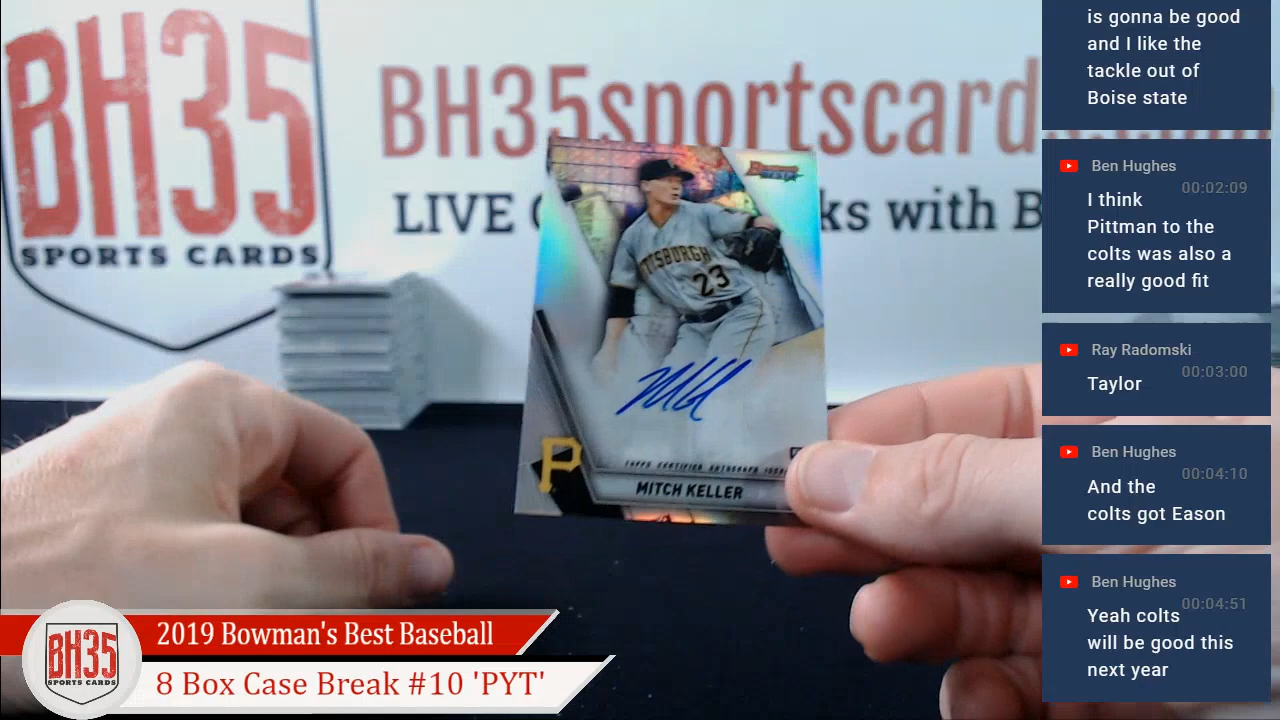 BH35
SPORTS CARDS
BH35sportscard
LIVE
ks with B
Bowman's
BEST
PITTSBURGH
23
P
TOPPS CERTIFIED AUTOGRAPH ISSUE
MITCH KELLER
BH35
SPORTS CARDS
2019 Bowman's Best Baseball
8 Box Case Break #10 'PYT'
is gonna be good
and I like the
tackle out of
Boise state
Ben Hughes
00:02:09
I think
Pittman to the
colts was also a
really good fit
Ray Radomski
00:03:00
Taylor
Ben Hughes
00:04:10
And the
colts got Eason
Ben Hughes
00:04:51
Yeah colts
will be good this
next year